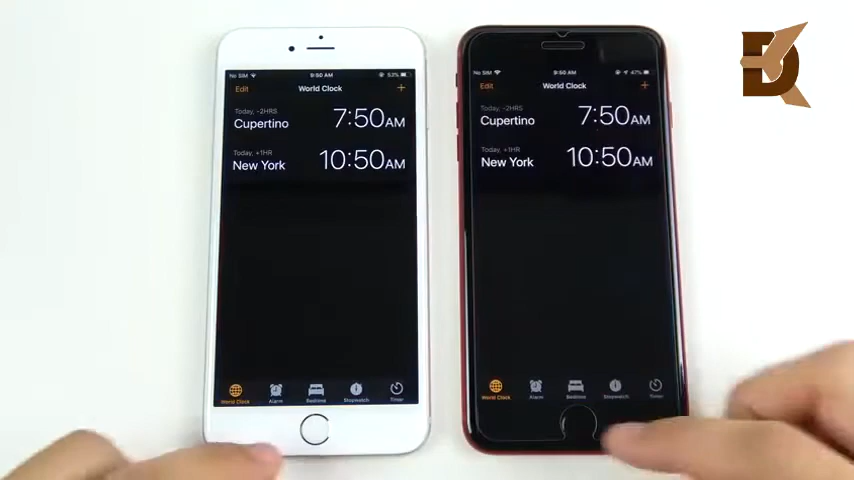 No SIM 9:50 AM 53%
Edit World Clock +
Today, -2HRS
Cupertino 7:50AM
Today, +1HR
New York 10:50AM
World Clock Alarm Bedtime Stopwatch Timer
No SIM 9:50 AM 47%
Edit World Clock +
Today, -2HRS
Cupertino 7:50AM
Today, +1HR
New York 10:50AM
World Clock Alarm Bedtime Stopwatch Timer
DK